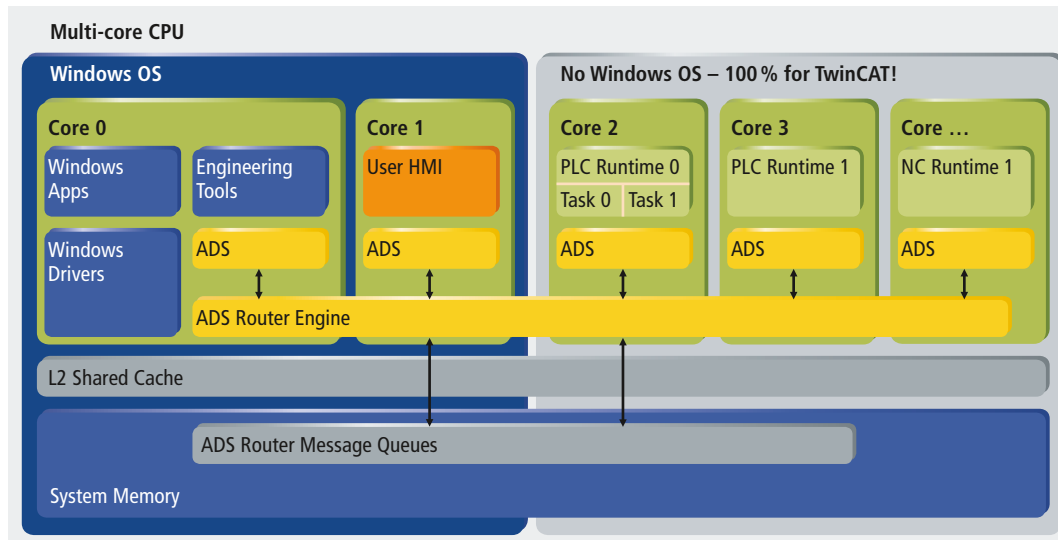 Multi-core CPU
Windows OS
No Windows OS – 100 % for TwinCAT!
Core 0
Core 1
Core 2
Core 3
Core …
Windows
Apps
Engineering
Tools
User HMI
PLC Runtime 0
Task 0
Task 1
PLC Runtime 1
NC Runtime 1
Windows
Drivers
ADS
ADS
ADS
ADS
ADS
ADS Router Engine
L2 Shared Cache
ADS Router Message Queues
System Memory